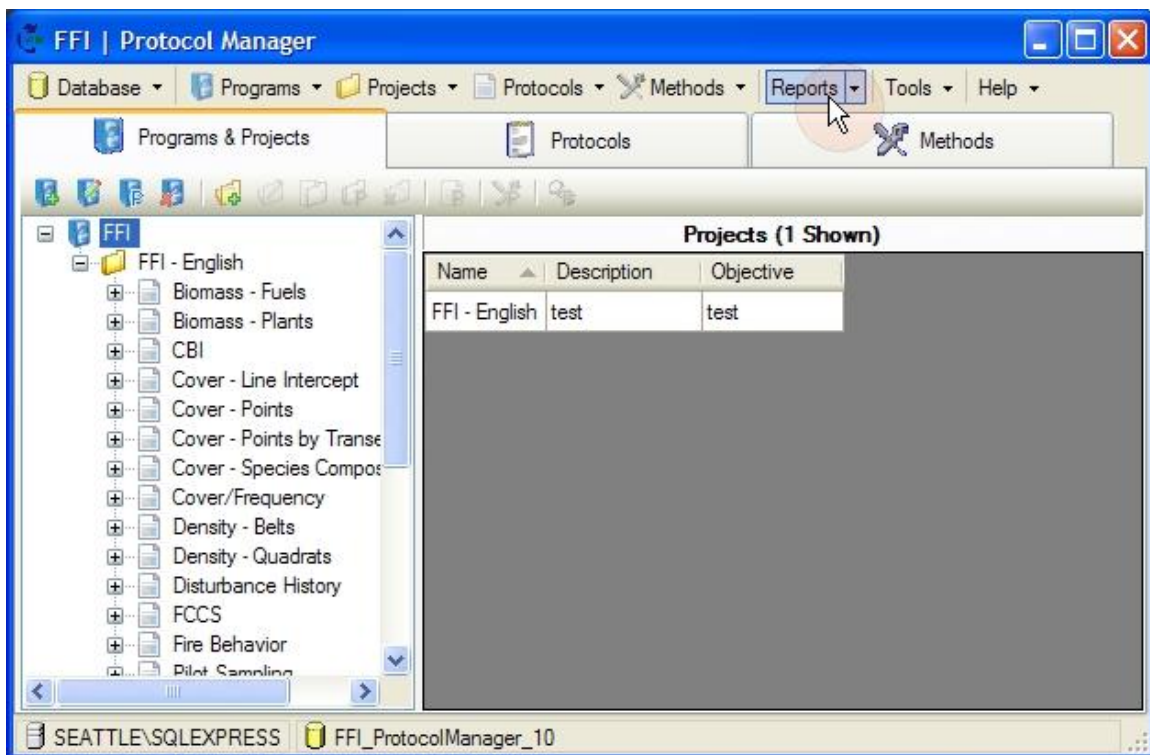 FFI | Protocol Manager
Database Programs Projects Protocols Methods Reports Tools Help
Programs & Projects Protocols Methods
FFI
Projects (1 Shown)
FFI - English
Name Description Objective
Biomass - Fuels
FFI - English test test
Biomass - Plants
CBI
Cover - Line Intercept
Cover - Points
Cover - Points by Transe
Cover - Species Compos
Cover/Frequency
Density - Belts
Density - Quadrats
Disturbance History
FCCS
Fire Behavior
Pilot Sampling
SEATTLE\SQLEXPRESS FFI_ProtocolManager_10